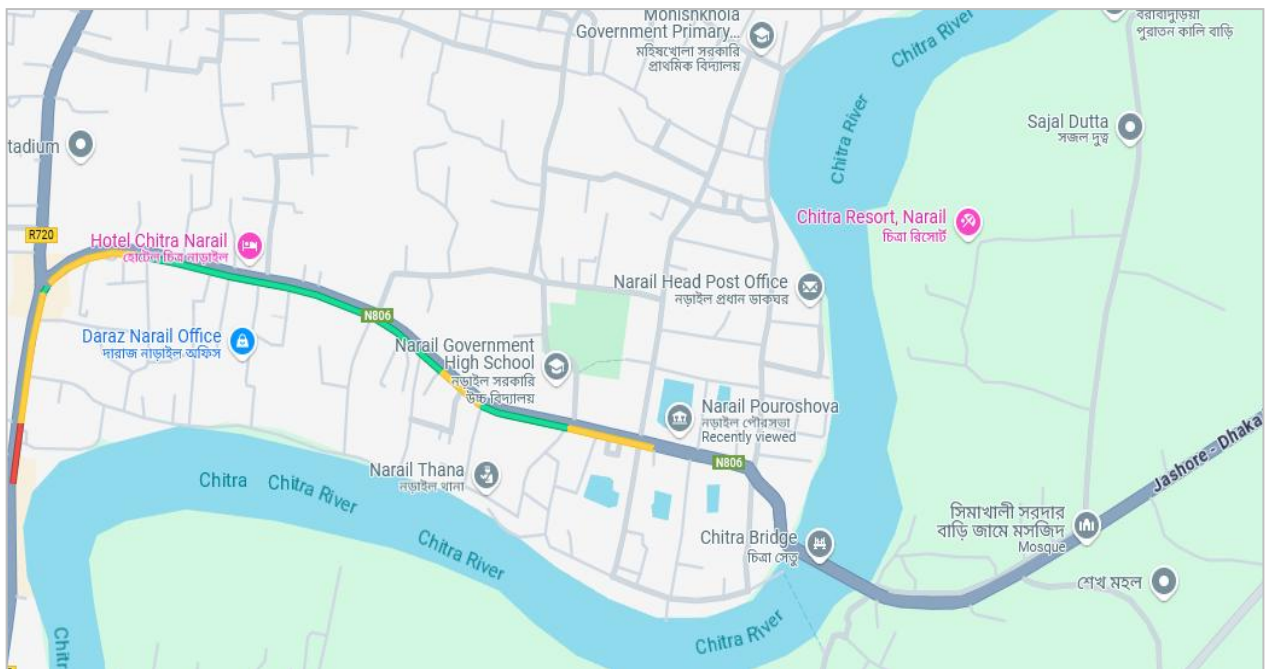 Monishkhola
Government Primary...
মহিষখোলা সরকারি
প্রাথমিক বিদ্যালয়
Chitra River
বরাবাদুড়িয়া
পুরাতন কালি বাড়ি
Chitra River
Sajal Dutta
সজল দুত্ব
tadium
R720
Hotel Chitra Narail
হোটেল চিত্র নাড়াইল
Chitra Resort, Narail
চিত্রা রিসোর্ট
Narail Head Post Office
নড়াইল প্রধান ডাকঘর
N806
Daraz Narail Office
দারাজ নাড়াইল অফিস
Narail Government
High School
নড়াইল সরকারি
উচ্চ বিদ্যালয়
Narail Pouroshova
নড়াইল পৌরসভা
Recently viewed
N806
Jashore - Dhaka
Narail Thana
নড়াইল থানা
Chitra
Chitra River
Chitra River
সিমাখালী সরদার
বাড়ি জামে মসজিদ
Mosque
Chitra Bridge
চিত্রা সেতু
শেখ মহল
Chitra River
Chitr